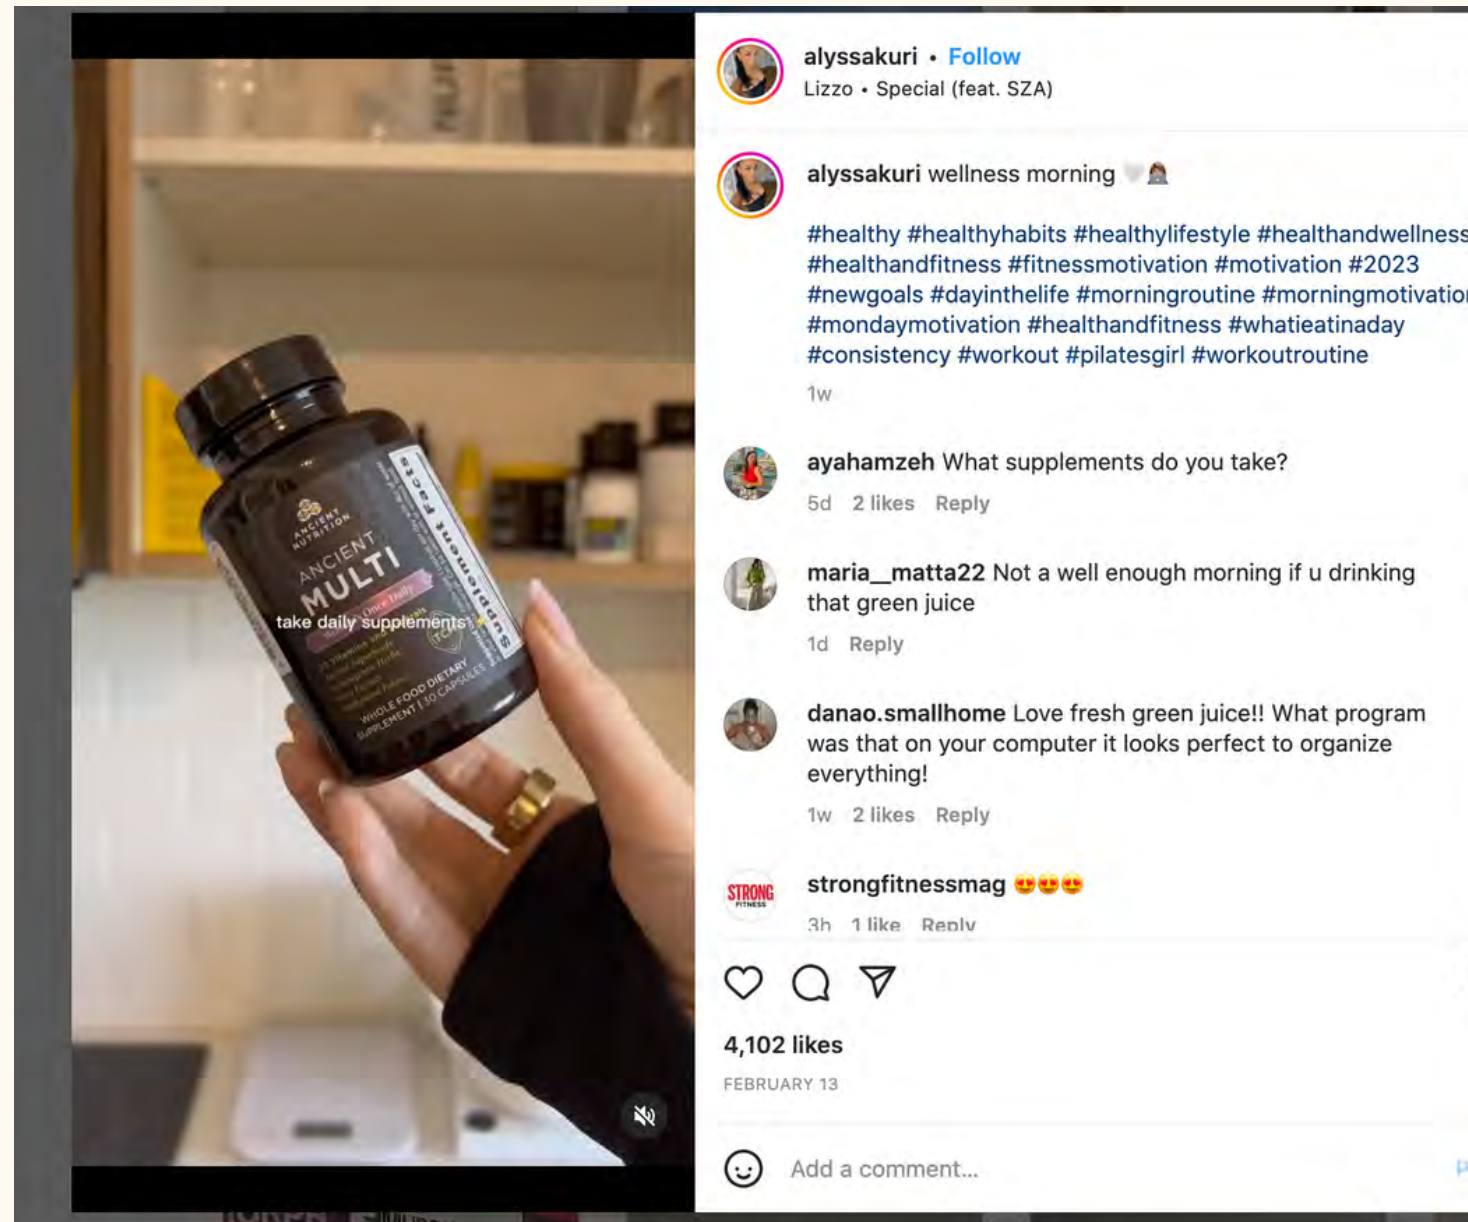 ANCIENT
NUTRITION
ANCIENT
MULTI
Once Daily
take daily supplements
TCM
WHOLE FOOD DIETARY
SUPPLEMENT | 30 CAPSULES
Supplement Facts
alyssakuri • Follow
Lizzo • Special (feat. SZA)
alyssakuri wellness morning 🤍
#healthy #healthyhabits #healthylifestyle #healthandwellness
#healthandfitness #fitnessmotivation #motivation #2023
#newgoals #dayinthelife #morningroutine #morningmotivation
#mondaymotivation #healthandfitness #whatieatinaday
#consistency #workout #pilatesgirl #workoutroutine
1w
ayahamzeh What supplements do you take?
5d 2 likes Reply
maria__matta22 Not a well enough morning if u drinking
that green juice
1d Reply
danao.smallhome Love fresh green juice!! What program
was that on your computer it looks perfect to organize
everything!
1w 2 likes Reply
STRONG
FITNESS
strongfitnessmag 😍😍😍
3h 1 like Reply
4,102 likes
FEBRUARY 13
Add a comment...